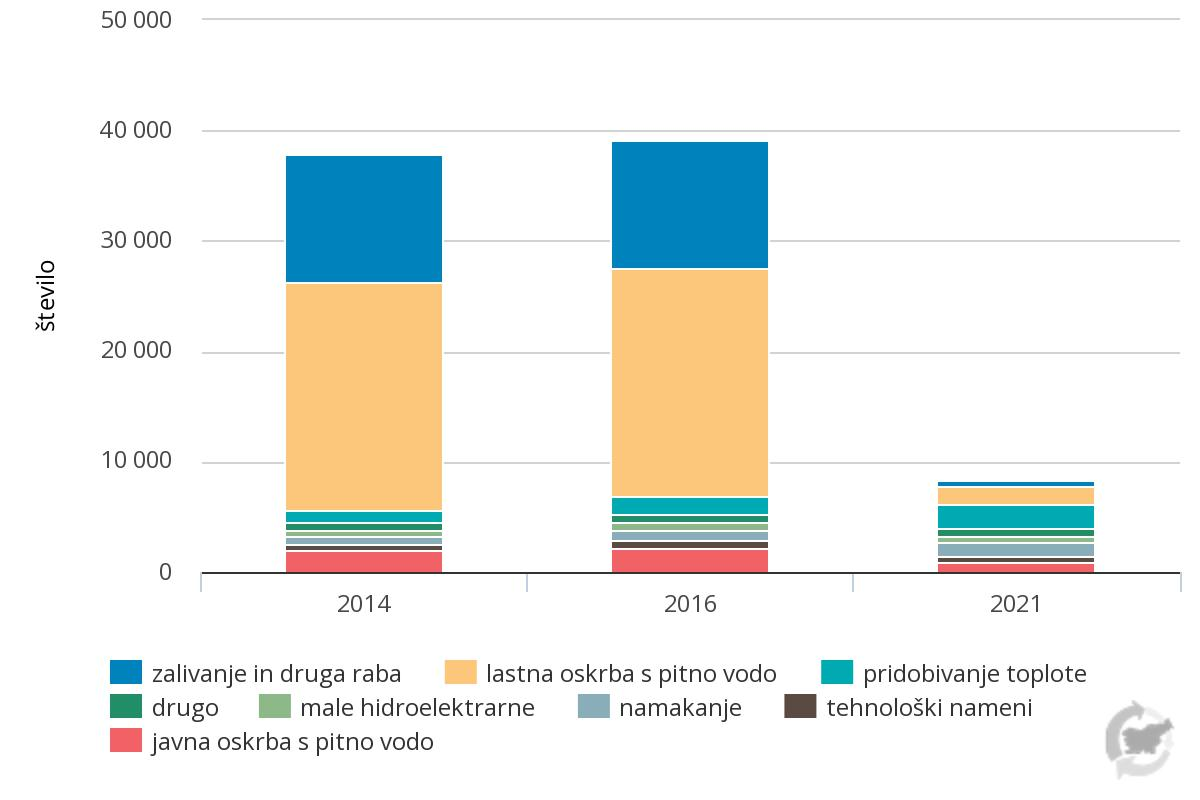 50 000
40 000
30 000
20 000
10 000
0
število
2014 2016 2021
zalivanje in druga raba lastna oskrba s pitno vodo pridobivanje toplote
drugo male hidroelektrarne namakanje tehnološki nameni
javna oskrba s pitno vodo